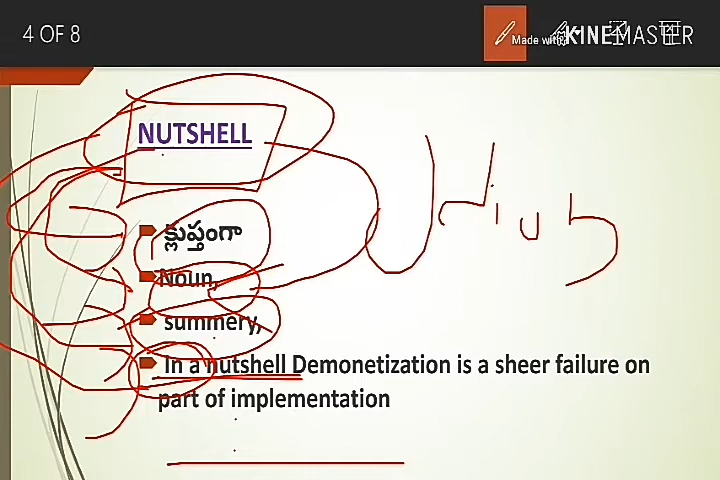 4 OF 8
Made with KINEMASTER
NUTSHELL
క్లుప్తంగా
Noun,
summery,
In a nutshell Demonetization is a sheer failure on
part of implementation